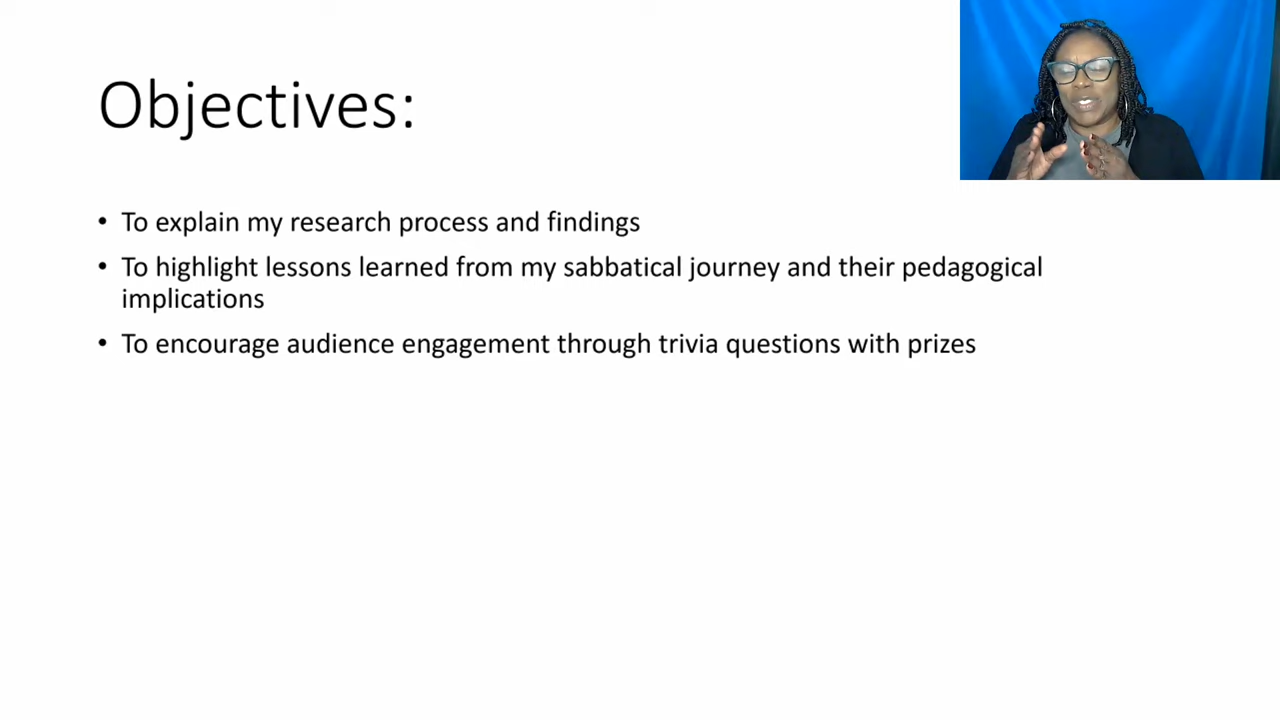 Objectives:
• To explain my research process and findings
• To highlight lessons learned from my sabbatical journey and their pedagogical
implications
• To encourage audience engagement through trivia questions with prizes